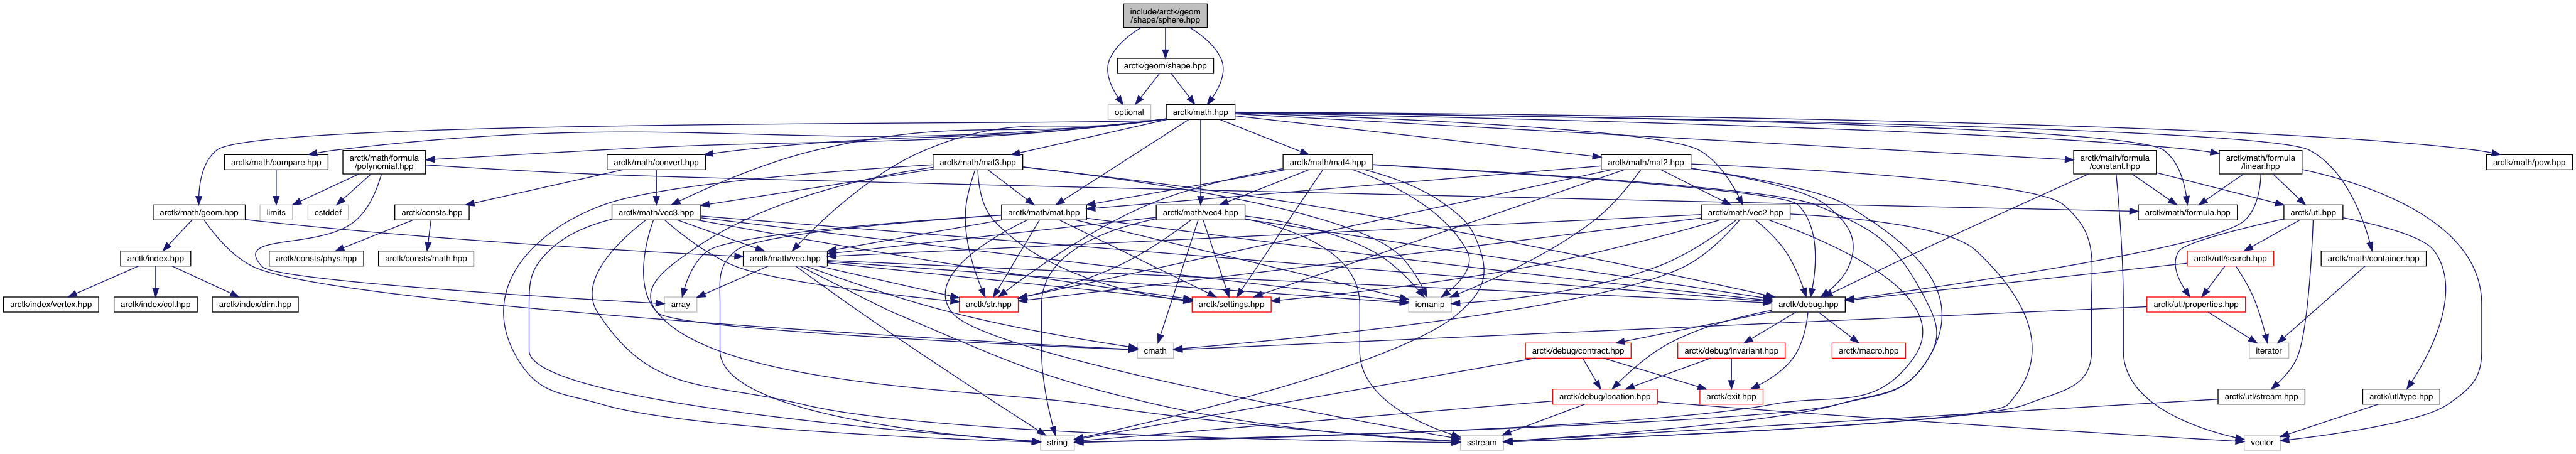 include/arctk/geom
/shape/sphere.hpp
arctk/geom/shape.hpp
optional
arctk/math.hpp
arctk/math/compare.hpp
arctk/math/formula
/polynomial.hpp
arctk/math/convert.hpp
arctk/math/mat3.hpp
arctk/math/mat4.hpp
arctk/math/mat2.hpp
arctk/math/formula
/constant.hpp
arctk/math/formula
/linear.hpp
arctk/math/pow.hpp
arctk/math/geom.hpp
limits
cstddef
arctk/consts.hpp
arctk/math/vec3.hpp
arctk/math/mat.hpp
arctk/math/vec4.hpp
arctk/math/vec2.hpp
arctk/math/formula.hpp
arctk/utl.hpp
arctk/index.hpp
arctk/consts/phys.hpp
arctk/consts/math.hpp
arctk/math/vec.hpp
arctk/utl/search.hpp
arctk/math/container.hpp
arctk/index/vertex.hpp
arctk/index/col.hpp
arctk/index/dim.hpp
array
arctk/str.hpp
arctk/settings.hpp
iomanip
arctk/debug.hpp
arctk/utl/properties.hpp
cmath
arctk/debug/contract.hpp
arctk/debug/invariant.hpp
arctk/macro.hpp
iterator
arctk/debug/location.hpp
arctk/exit.hpp
arctk/utl/stream.hpp
arctk/utl/type.hpp
string
sstream
vector